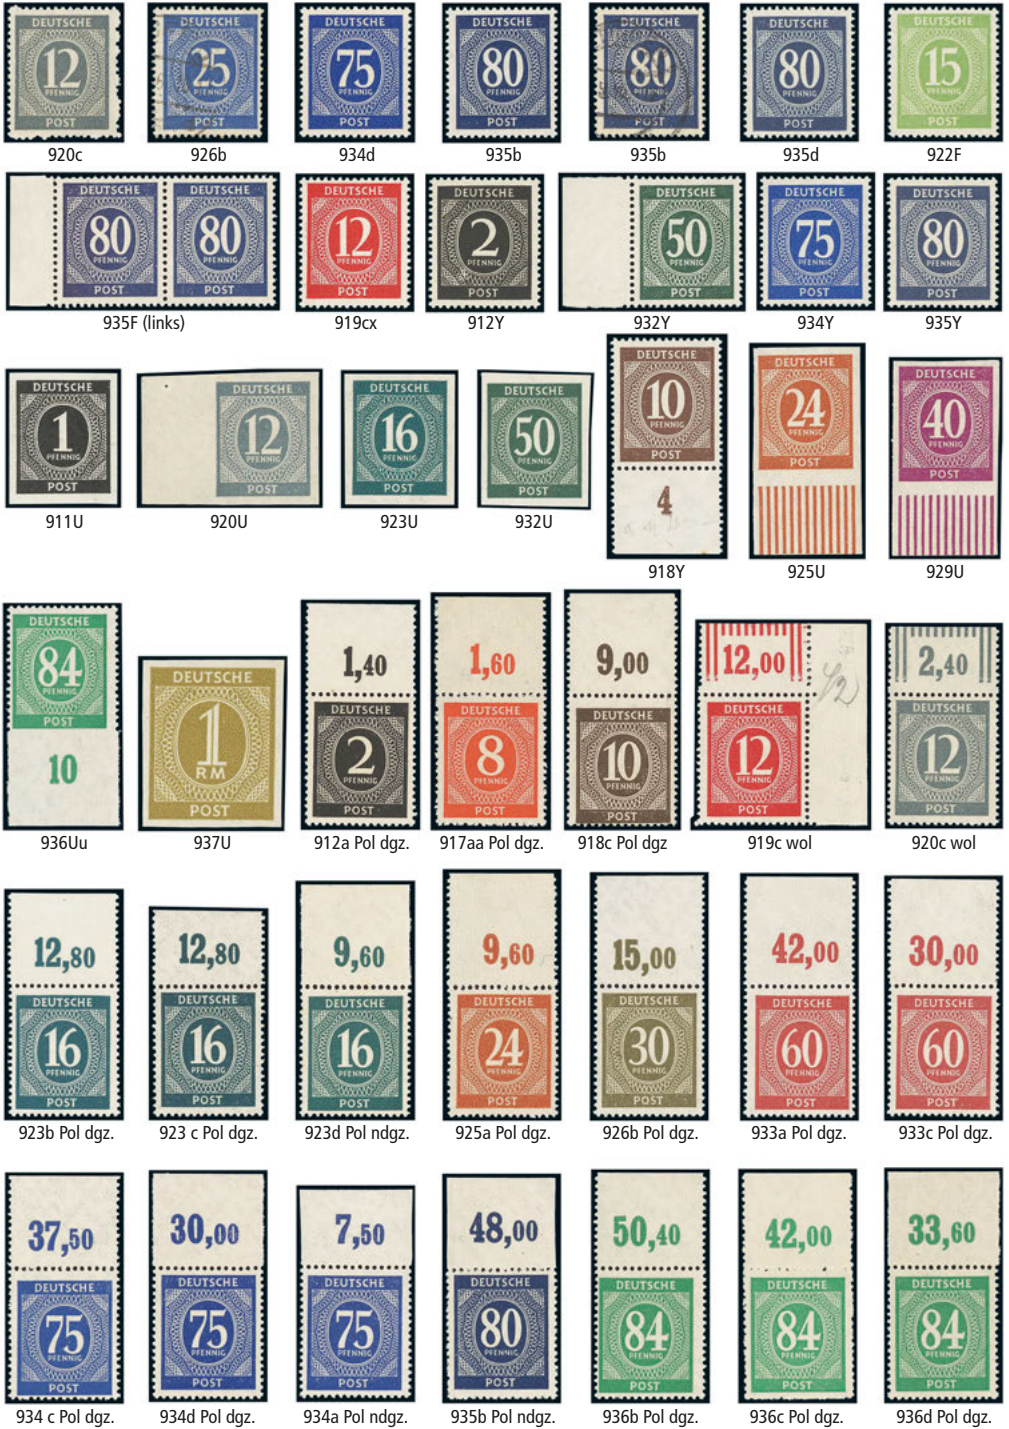 DEUTSCHE DEUTSCHE DEUTSCHE DEUTSCHE DEUTSCHE DEUTSCHE DEUTSCHE
12 25 75 80 80 80 15
PFENNIG PFENNIG PFENNIG PFENNIG PFENNIG PFENNIG PFENNIG
POST POST POST POST POST POST POST
920c 926b 934d 935b 935b 935d 922F
DEUTSCHE DEUTSCHE DEUTSCHE DEUTSCHE DEUTSCHE DEUTSCHE DEUTSCHE
80 80 12 2 50 75 80
PFENNIG PFENNIG PFENNIG PFENNIG PFENNIG PFENNIG PFENNIG
POST POST POST POST POST POST POST
935F (links) 919cx 912Y 932Y 934Y 935Y
DEUTSCHE DEUTSCHE DEUTSCHE DEUTSCHE DEUTSCHE DEUTSCHE DEUTSCHE
1 12 16 50 10 24 40
PFENNIG PFENNIG PFENNIG PFENNIG PFENNIG PFENNIG PFENNIG
POST POST POST POST POST POST POST
4
911U 920U 923U 932U 918Y 925U 929U
1,40 1,60 9,00 12,00 2,40
42
DEUTSCHE DEUTSCHE DEUTSCHE DEUTSCHE DEUTSCHE DEUTSCHE DEUTSCHE
84 1 2 8 10 12 12
PFENNIG RM PFENNIG PFENNIG PFENNIG PFENNIG PFENNIG
POST POST POST POST POST POST POST
10
936Uu 937U 912a Pol dgz. 917aa Pol dgz. 918c Pol dgz 919c wol 920c wol
12,80 12,80 9,60 9,60 15,00 42,00 30,00
DEUTSCHE DEUTSCHE DEUTSCHE DEUTSCHE DEUTSCHE DEUTSCHE DEUTSCHE
16 16 16 24 30 60 60
PFENNIG PFENNIG PFENNIG PFENNIG PFENNIG PFENNIG PFENNIG
POST POST POST POST POST POST POST
923b Pol dgz. 923 c Pol dgz. 923d Pol ndgz. 925a Pol dgz. 926b Pol dgz. 933a Pol dgz. 933c Pol dgz.
37,50 30,00 7,50 48,00 50,40 42,00 33,60
DEUTSCHE DEUTSCHE DEUTSCHE DEUTSCHE DEUTSCHE DEUTSCHE DEUTSCHE
75 75 75 80 84 84 84
PFENNIG PFENNIG PFENNIG PFENNIG PFENNIG PFENNIG PFENNIG
POST POST POST POST POST POST POST
934 c Pol dgz. 934d Pol dgz. 934a Pol ndgz. 935b Pol ndgz. 936b Pol dgz. 936c Pol dgz. 936d Pol dgz.